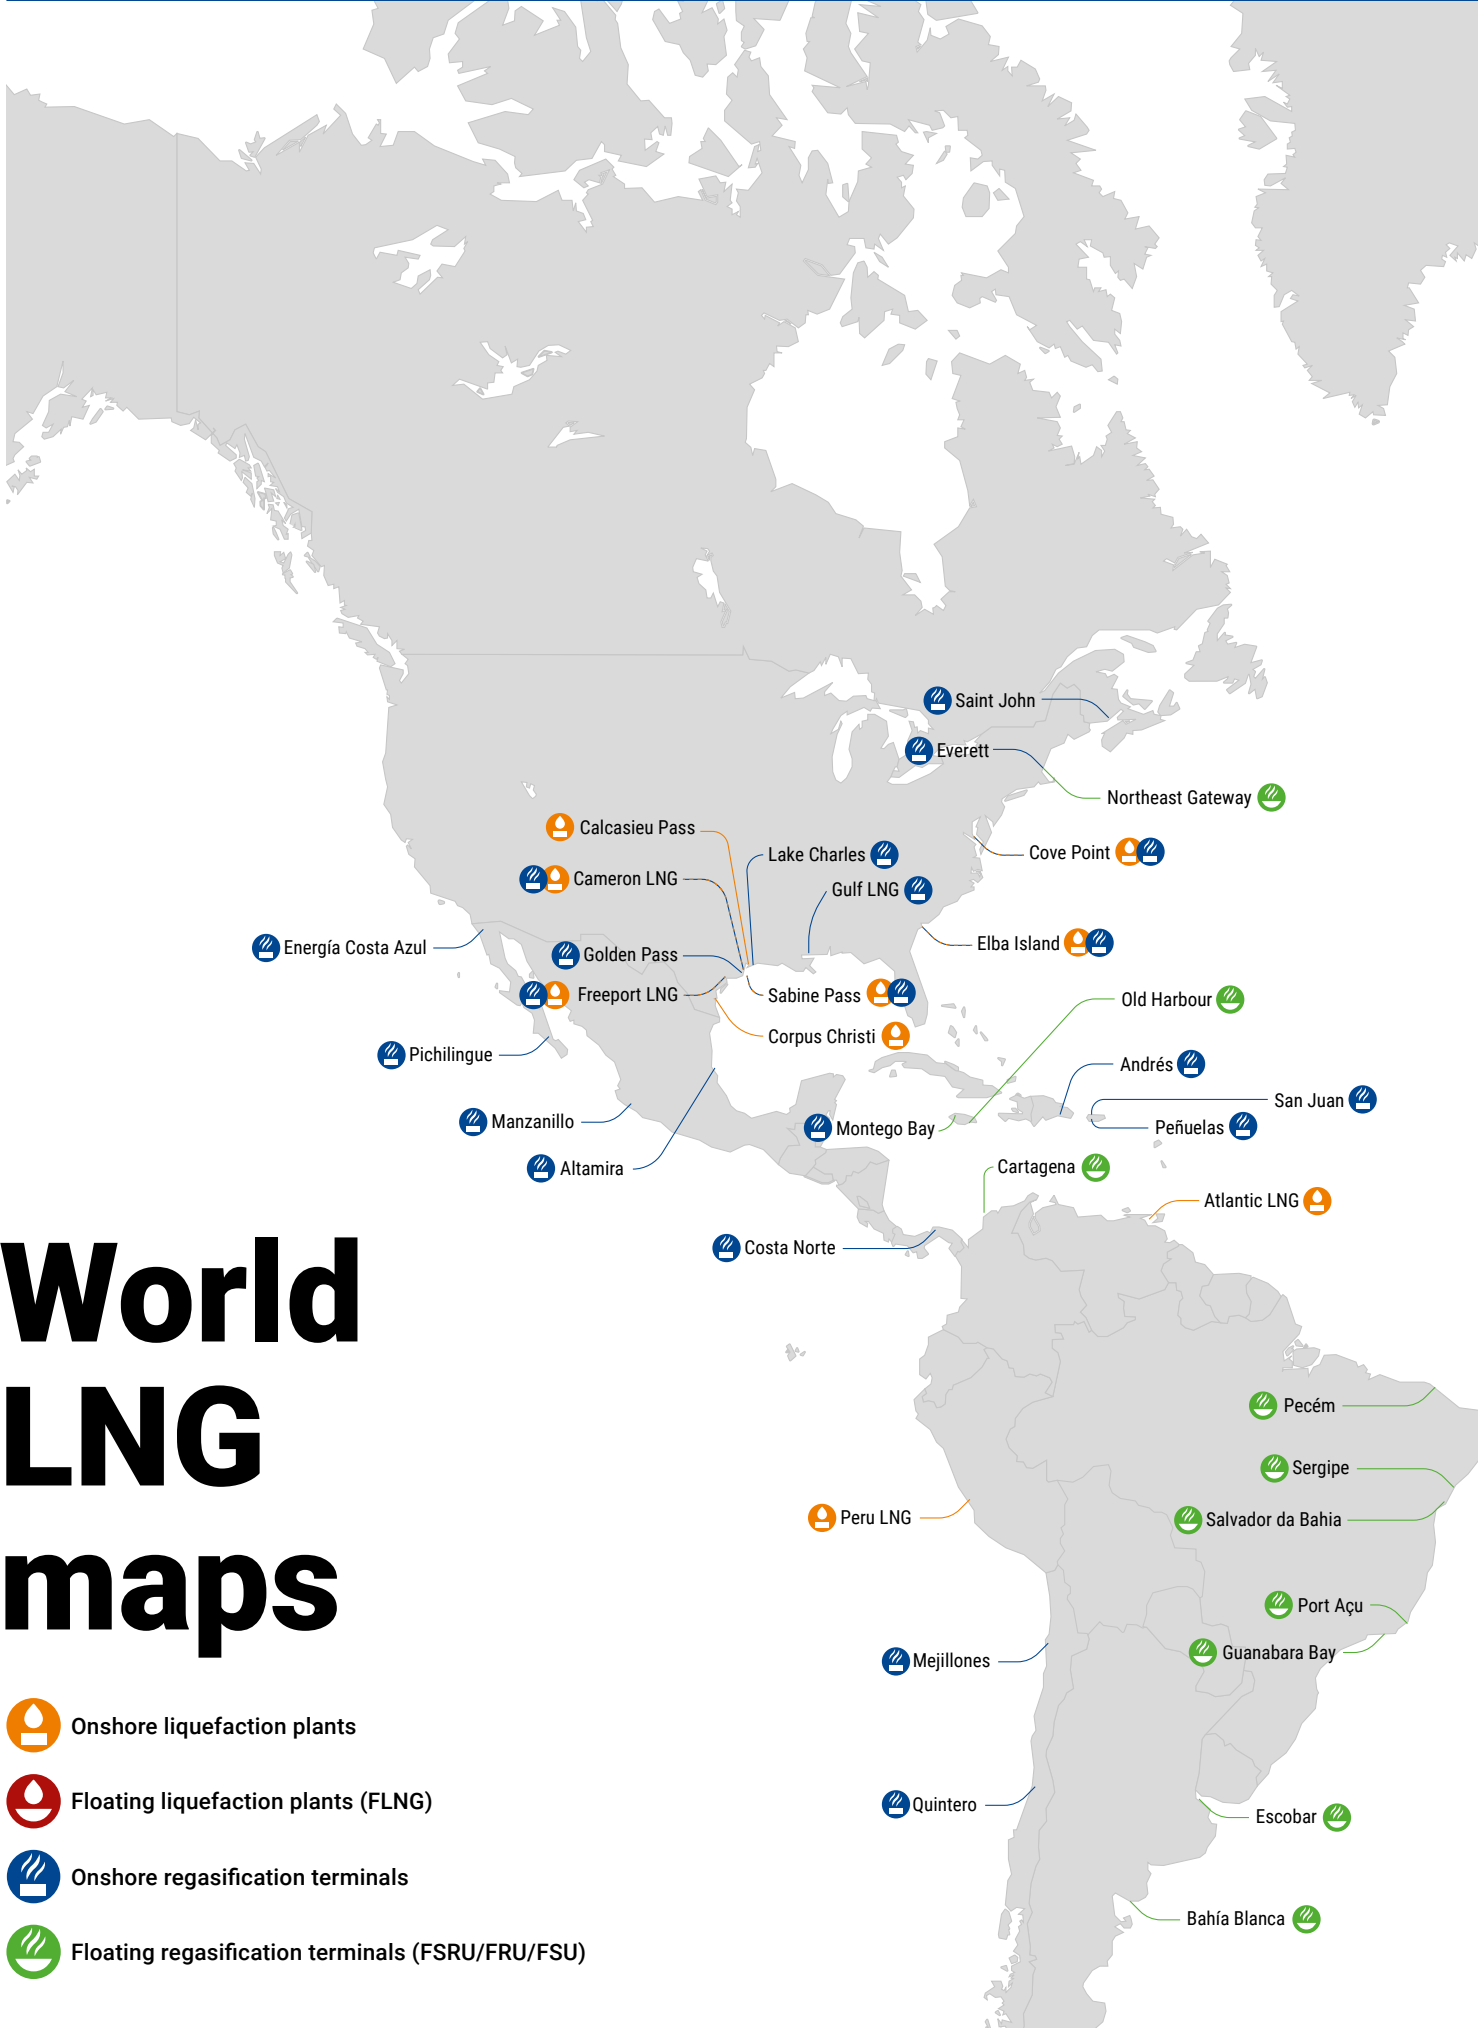 Saint John
Everett
Northeast Gateway
Calcasieu Pass
Lake Charles
Cove Point
Cameron LNG
Gulf LNG
Energía Costa Azul
Golden Pass
Elba Island
Freeport LNG
Sabine Pass
Old Harbour
Corpus Christi
Pichilingue
Andrés
San Juan
Manzanillo
Montego Bay
Peñuelas
Altamira
Cartagena
Atlantic LNG
Costa Norte
World
LNG
maps
Pecém
Sergipe
Peru LNG
Salvador da Bahia
Port Açu
Guanabara Bay
Mejillones
Quintero
Escobar
Bahía Blanca
Onshore liquefaction plants
Floating liquefaction plants (FLNG)
Onshore regasification terminals
Floating regasification terminals (FSRU/FRU/FSU)